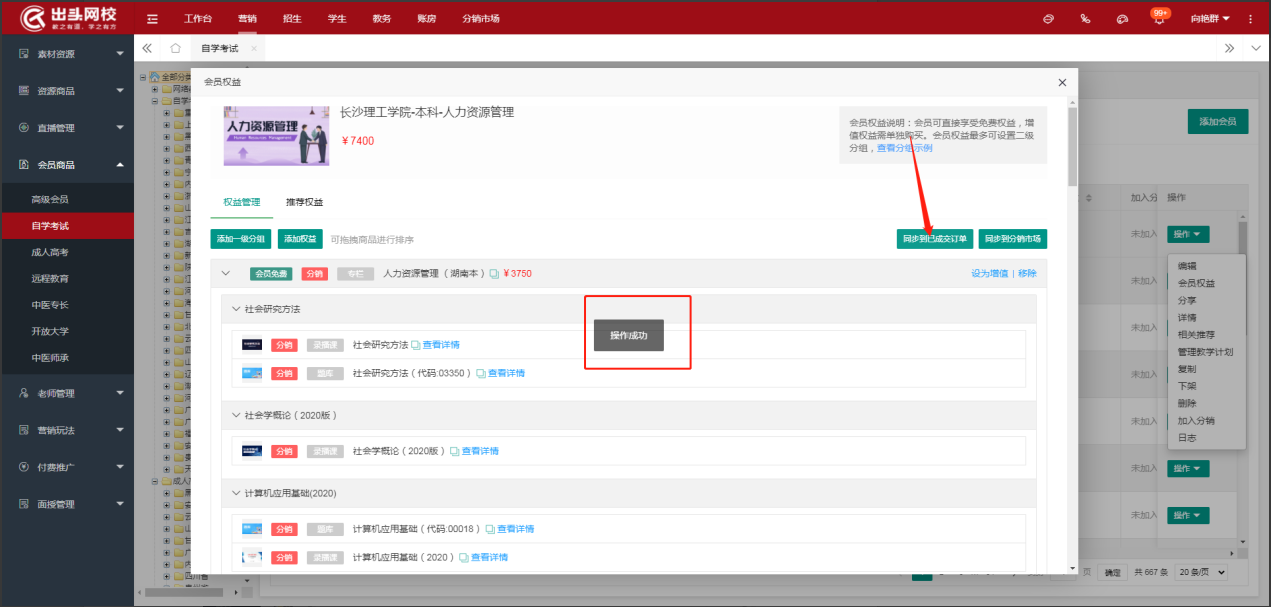 出头网校
教之有道，学之有方
工作台 营销 招生 学生 教务 账房 分销市场
99+
向艳群
素材资源
资源商品
直播管理
会员商品
高级会员
自学考试
成人高考
远程教育
中医专长
开放大学
中医师承
老师管理
营销玩法
付费推广
面授管理
自学考试 ×
全部分
添加会员
加入分 操作
未加入 操作
编辑
会员权益
分享
详情
相关推荐
管理教学计划
复制
下架
删除
加入分销
日志
未加入
未加入
未加入
未加入
未加入 操作
未加入 操作
页 确定 共 667 条 20 条/页
会员权益
人力资源管理
Human Resource Management
长沙理工学院-本科-人力资源管理
￥7400
会员权益说明：会员可直接享受免费权益，增
值权益需单独购买。会员权益最多可设置二级
分组，查看分组示例
权益管理 推荐权益
添加一级分组 添加权益 可拖拽商品进行排序
同步到已成交订单 同步到分销市场
会员免费 分销 专栏 人力资源管理（湖南本） ￥3750 设为增值 | 移除
社会研究方法
分销 录播课 社会研究方法 查看详情
操作成功
分销 题库 社会研究方法（代码:03350） 查看详情
社会学概论（2020版）
分销 录播课 社会学概论（2020版） 查看详情
计算机应用基础(2020)
分销 题库 计算机应用基础（代码:00018） 查看详情
分销 录播课 计算机应用基础（2020） 查看详情
四川省